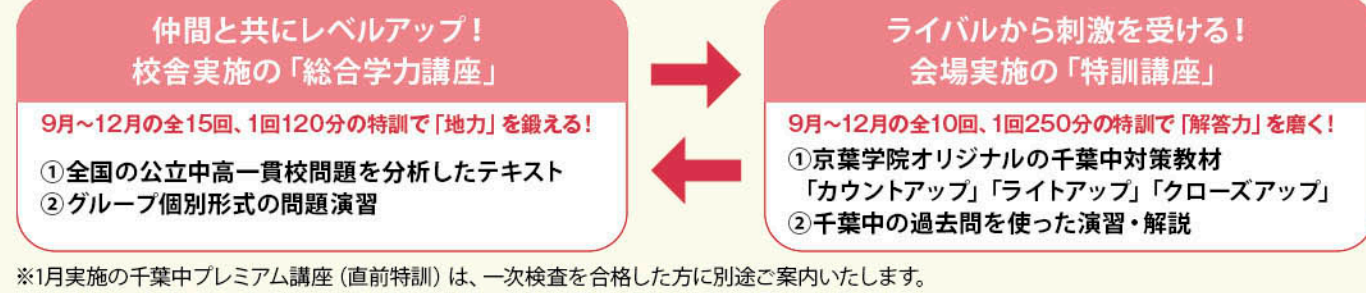 仲間と共にレベルアップ！
校舎実施の「総合学力講座」
9月～12月の全15回、1回120分の特訓で「地力」を鍛える！
①全国の公立中高一貫校問題を分析したテキスト
②グループ個別形式の問題演習
ライバルから刺激を受ける！
会場実施の「特訓講座」
9月～12月の全10回、1回250分の特訓で「解答力」を磨く！
①京葉学院オリジナルの千葉中対策教材
「カウントアップ」「ライトアップ」「クローズアップ」
②千葉中の過去問を使った演習・解説
※1月実施の千葉中プレミアム講座（直前特訓）は、一次検査を合格した方に別途ご案内いたします。